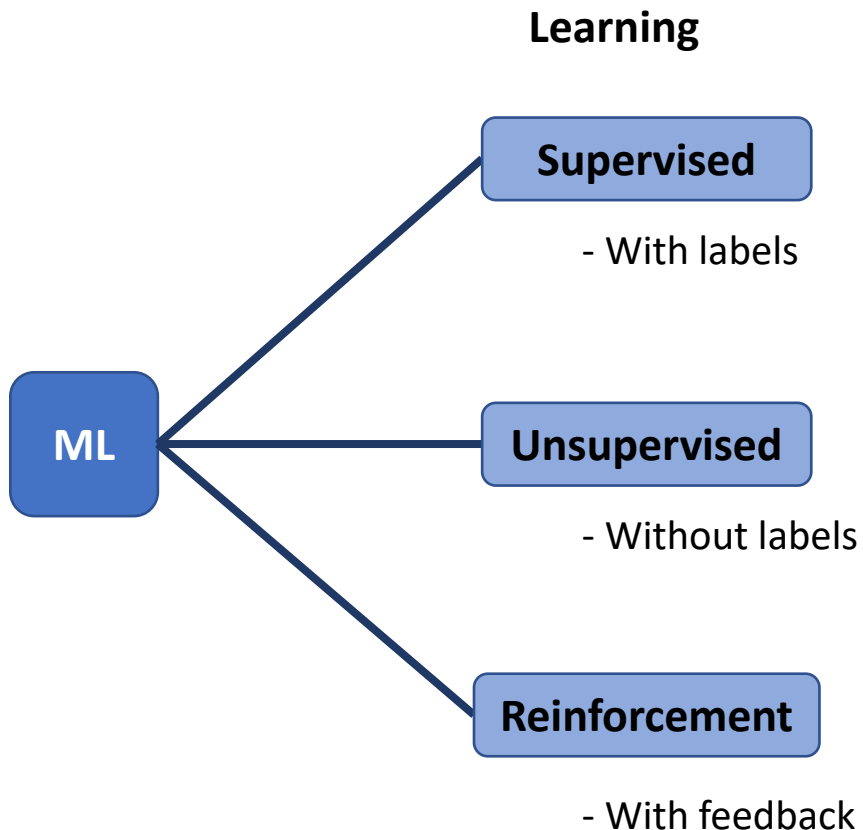 Learning
Supervised
- With labels
ML
Unsupervised
- Without labels
Reinforcement
- With feedback